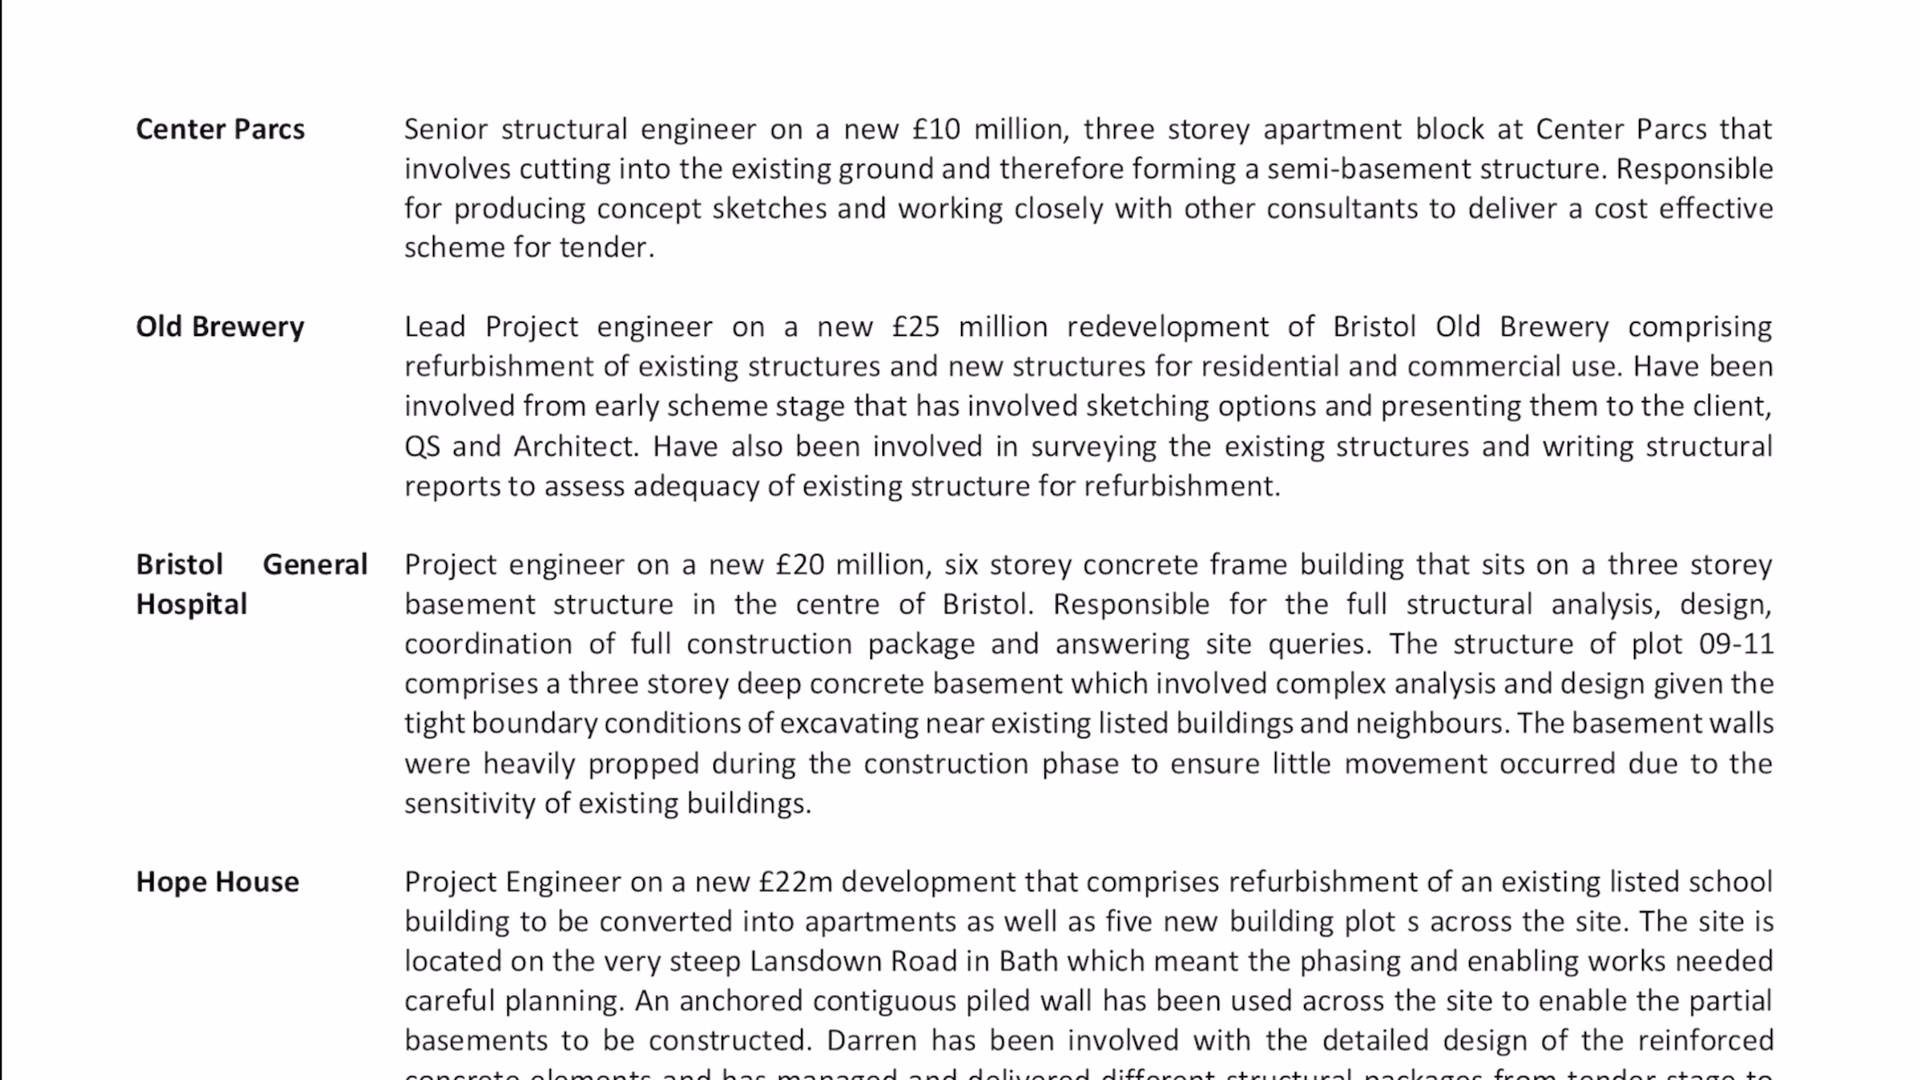 Center Parcs
Senior structural engineer on a new £10 million, three storey apartment block at Center Parcs that
involves cutting into the existing ground and therefore forming a semi-basement structure. Responsible
for producing concept sketches and working closely with other consultants to deliver a cost effective
scheme for tender.
Old Brewery
Lead Project engineer on a new £25 million redevelopment of Bristol Old Brewery comprising
refurbishment of existing structures and new structures for residential and commercial use. Have been
involved from early scheme stage that has involved sketching options and presenting them to the client,
QS and Architect. Have also been involved in surveying the existing structures and writing structural
reports to assess adequacy of existing structure for refurbishment.
Bristol General
Hospital
Project engineer on a new £20 million, six storey concrete frame building that sits on a three storey
basement structure in the centre of Bristol. Responsible for the full structural analysis, design,
coordination of full construction package and answering site queries. The structure of plot 09-11
comprises a three storey deep concrete basement which involved complex analysis and design given the
tight boundary conditions of excavating near existing listed buildings and neighbours. The basement walls
were heavily propped during the construction phase to ensure little movement occurred due to the
sensitivity of existing buildings.
Hope House
Project Engineer on a new £22m development that comprises refurbishment of an existing listed school
building to be converted into apartments as well as five new building plot s across the site. The site is
located on the very steep Lansdown Road in Bath which meant the phasing and enabling works needed
careful planning. An anchored contiguous piled wall has been used across the site to enable the partial
basements to be constructed. Darren has been involved with the detailed design of the reinforced
concrete elements and has managed and delivered different structural packages from tender stage to